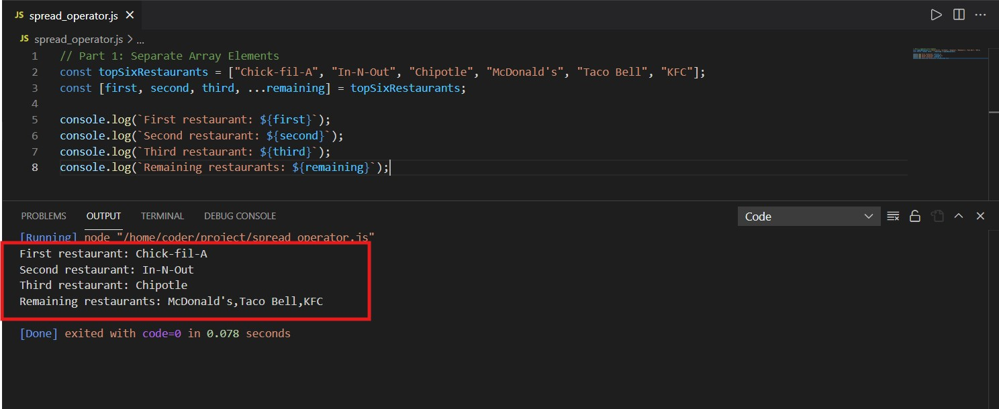 JS spread_operator.js ×
JS spread_operator.js > ...
1 // Part 1: Separate Array Elements
2 const topSixRestaurants = ["Chick-fil-A", "In-N-Out", "Chipotle", "McDonald's", "Taco Bell", "KFC"];
3 const [first, second, third, ...remaining] = topSixRestaurants;
4
5 console.log(`First restaurant: ${first}`);
6 console.log(`Second restaurant: ${second}`);
7 console.log(`Third restaurant: ${third}`);
8 console.log(`Remaining restaurants: ${remaining}`);
PROBLEMS OUTPUT TERMINAL DEBUG CONSOLE Code
[Running] node "/home/coder/project/spread_operator.js"
First restaurant: Chick-fil-A
Second restaurant: In-N-Out
Third restaurant: Chipotle
Remaining restaurants: McDonald's,Taco Bell,KFC
[Done] exited with code=0 in 0.078 seconds